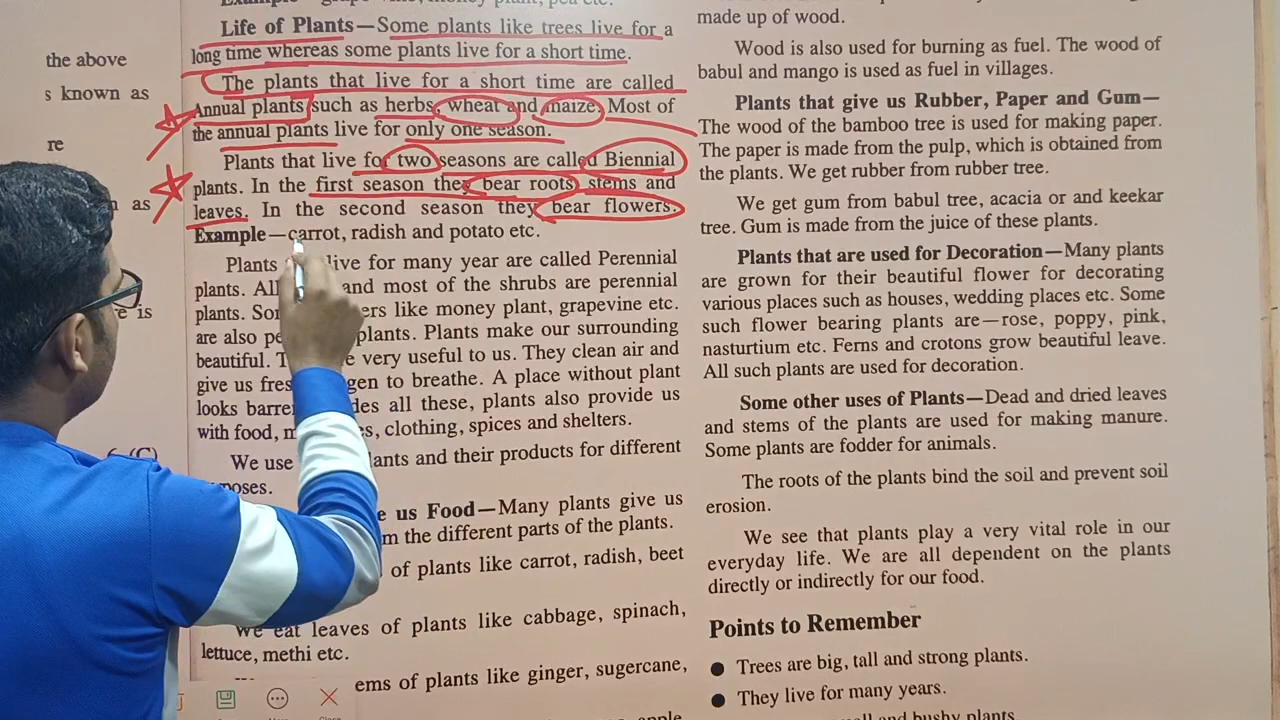 the above
s known as
re
as
e is
(C)
Life of Plants—Some plants like trees live for a
long time whereas some plants live for a short time.
The plants that live for a short time are called
Annual plants such as herbs, wheat and maize. Most of
the annual plants live for only one season.
Plants that live for two seasons are called Biennial
plants. In the first season they bear roots stems and
leaves. In the second season they bear flowers.
Example—carrot, radish and potato etc.
Plants live for many year are called Perennial
plants. All and most of the shrubs are perennial
plants. ers like money plant, grapevine etc.
are also pe plants. Plants make our surrounding
beautiful. T e very useful to us. They clean air and
give us fres gen to breathe. A place without plant
looks barren des all these, plants also provide us
with food, m s, clothing, spices and shelters.
We use lants and their products for different
poses.
e us Food—Many plants give us
m the different parts of the plants.
of plants like carrot, radish, beet
We eat leaves of plants like cabbage, spinach,
lettuce, methi etc.
ems of plants like ginger, sugercane,
apple
made up of wood.
Wood is also used for burning as fuel. The wood of
babul and mango is used as fuel in villages.
Plants that give us Rubber, Paper and Gum—
The wood of the bamboo tree is used for making paper.
The paper is made from the pulp, which is obtained from
the plants. We get rubber from rubber tree.
We get gum from babul tree, acacia or and keekar
tree. Gum is made from the juice of these plants.
Plants that are used for Decoration—Many plants
are grown for their beautiful flower for decorating
various places such as houses, wedding places etc. Some
such flower bearing plants are—rose, poppy, pink,
nasturtium etc. Ferns and crotons grow beautiful leave.
All such plants are used for decoration.
Some other uses of Plants—Dead and dried leaves
and stems of the plants are used for making manure.
Some plants are fodder for animals.
The roots of the plants bind the soil and prevent soil
erosion.
We see that plants play a very vital role in our
everyday life. We are all dependent on the plants
directly or indirectly for our food.
Points to Remember
● Trees are big, tall and strong plants.
● They live for many years.
and bushy plants